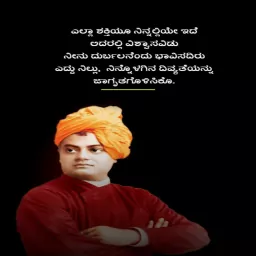 ಎಲ್ಲಾ ಶಕ್ತಿಯೂ ನಿನ್ನಲ್ಲಿಯೇ ಇದೆ
ಅದರಲ್ಲಿ ವಿಶ್ವಾಸವಿಡು
ನೀನು ದುರ್ಬಲನೆಂದು ಭಾವಿಸದಿರು
ಎದ್ದು ನಿಲ್ಲು, ನಿನ್ನೊಳಗಿನ ದಿವ್ಯತೆಯನ್ನು
ಜಾಗೃತಗೊಳಿಸಿಕೊ.